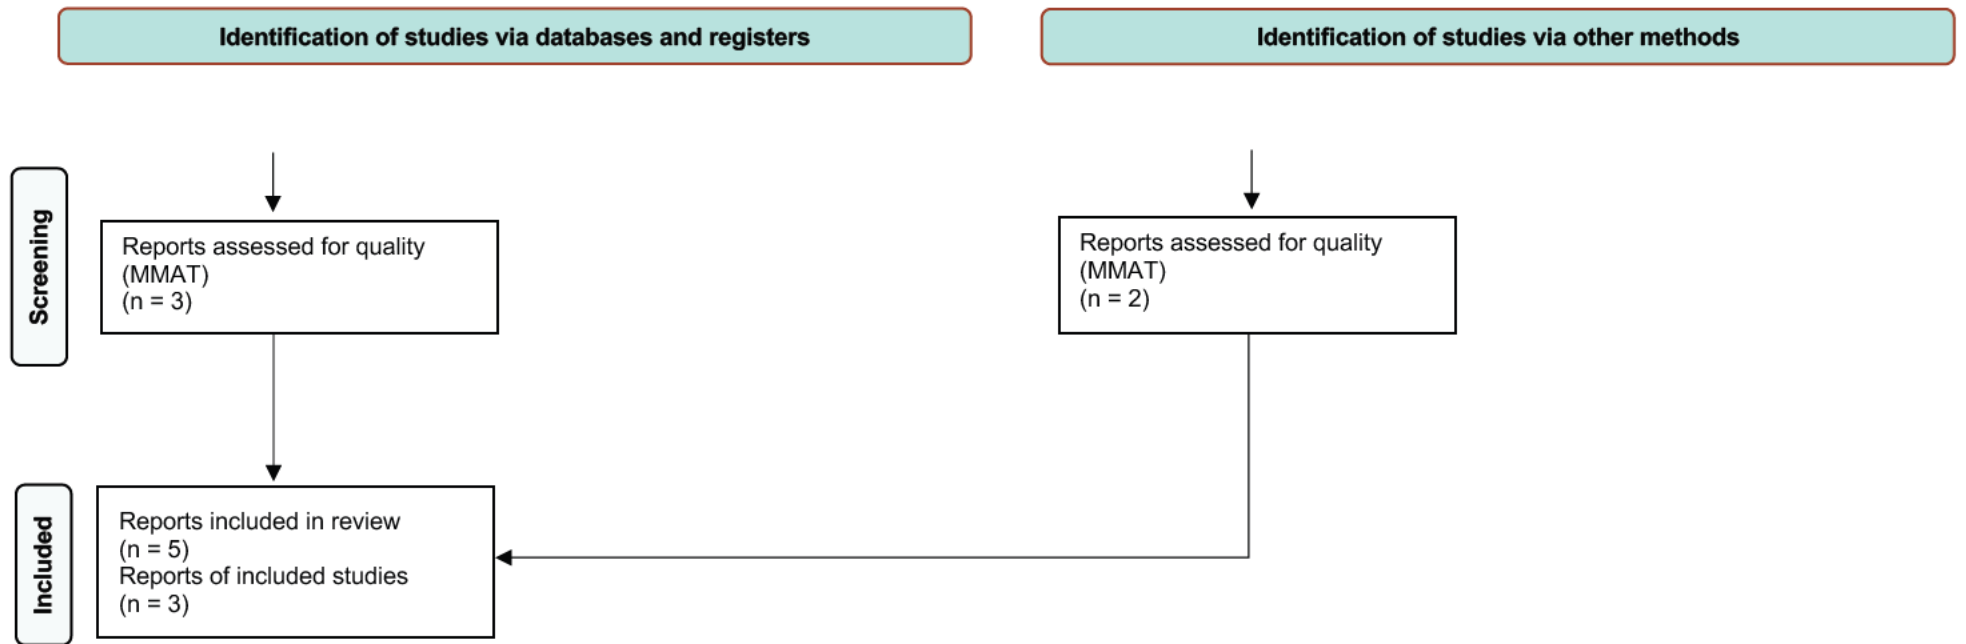 Identification of studies via databases and registers
Identification of studies via other methods
Screening
Reports assessed for quality
(MMAT)
(n = 3)
Reports assessed for quality
(MMAT)
(n = 2)
Included
Reports included in review
(n = 5)
Reports of included studies
(n = 3)